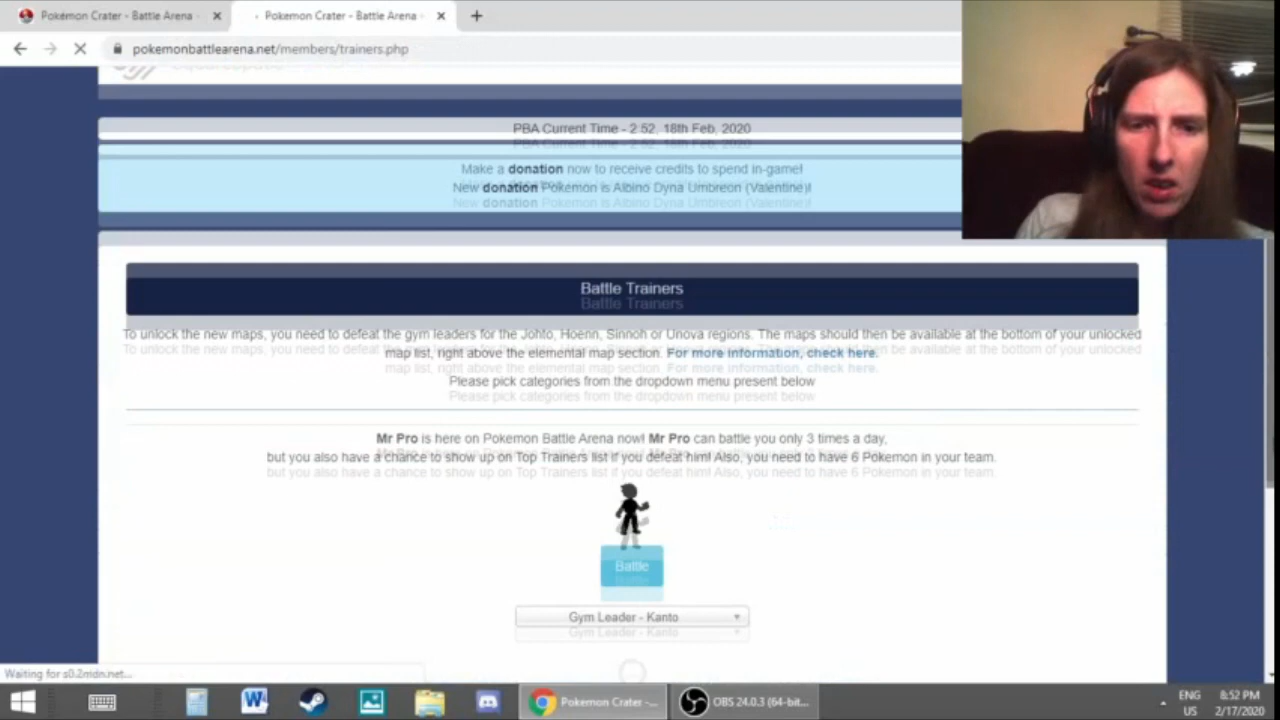 Pokemon Crater - Battle Arena
Pokemon Crater - Battle Arena
pokemonbattlearena.net/members/trainers.php
PBA Current Time - 2:52, 18th Feb, 2020
Make a donation now to receive credits to spend in-game!
New donation Pokemon is Albino Dyna Umbreon (Valentine)!
Battle Trainers
To unlock the new maps, you need to defeat the gym leaders for the Johto, Hoenn, Sinnoh or Unova regions. The maps should then be available at the bottom of your unlocked
map list, right above the elemental map section. For more information, check here.
Please pick categories from the dropdown menu present below
Mr Pro is here on Pokemon Battle Arena now! Mr Pro can battle you only 3 times a day,
but you also have a chance to show up on Top Trainers list if you defeat him! Also, you need to have 6 Pokemon in your team.
Battle
Gym Leader - Kanto
Waiting for s0.2mdn.net...
Pokemon Crater -...
OBS 24.0.3 (64-bit...
ENG
US
8:52 PM
2/17/2020